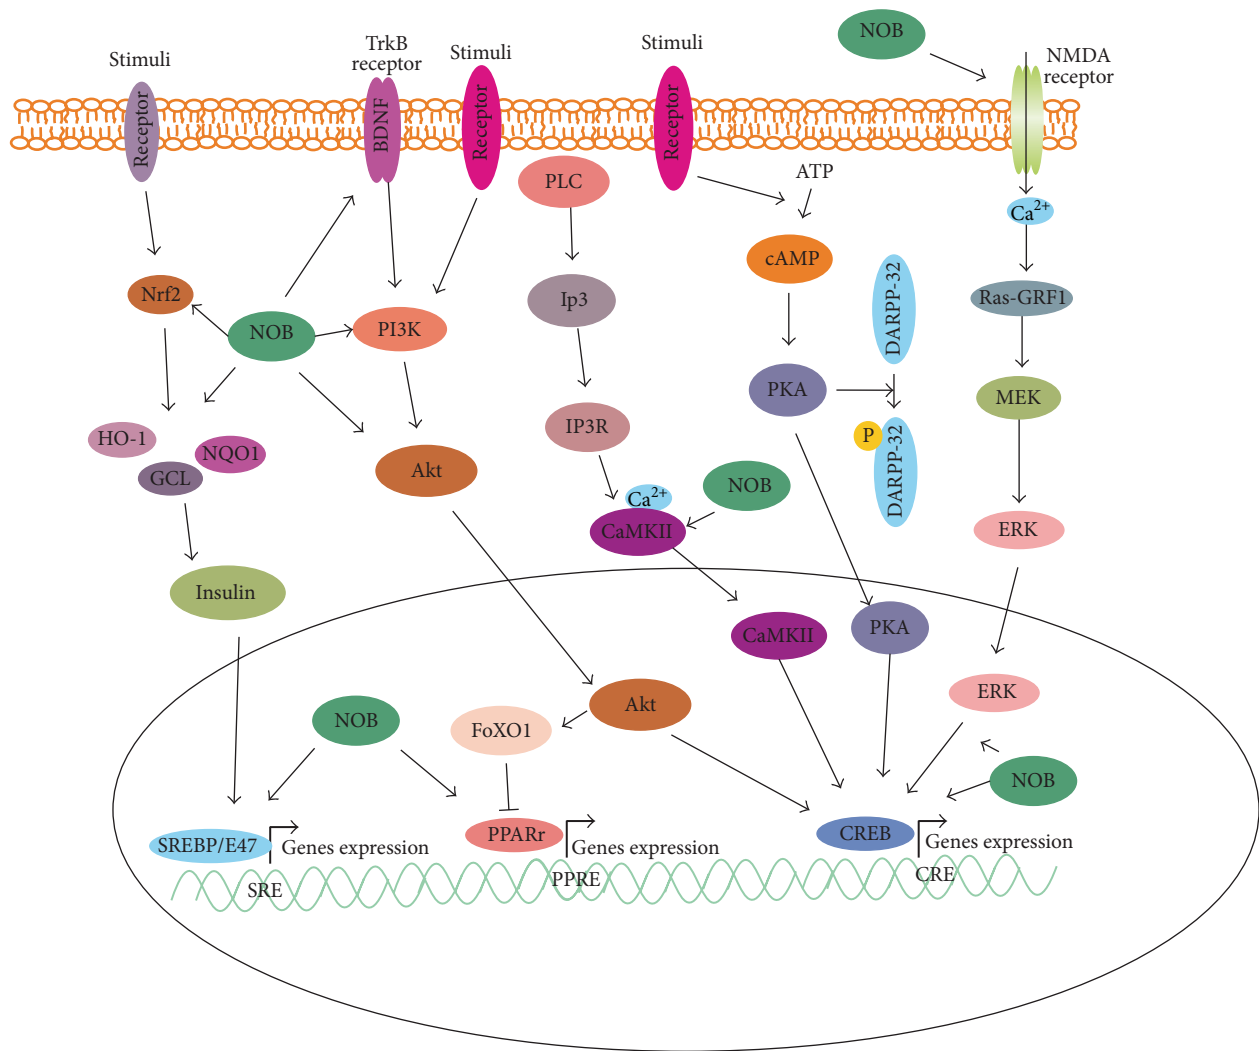 NOB
TrkB
receptor
Stimuli
Stimuli
Stimuli
NMDA
receptor
Receptor
BDNF
Receptor
Receptor
PLC
ATP
Ca2+
cAMP
DARPP-32
Nrf2
Ip3
Ras-GRF1
NOB
PI3K
PKA
MEK
HO-1
NQO1
GCL
IP3R
P
DARPP-32
Akt
NOB
Ca2+
CaMKII
ERK
Insulin
CaMKII
PKA
ERK
Akt
NOB
FoXO1
NOB
SREBP/E47
Genes expression
PPARr
Genes expression
CREB
Genes expression
SRE
PPRE
CRE